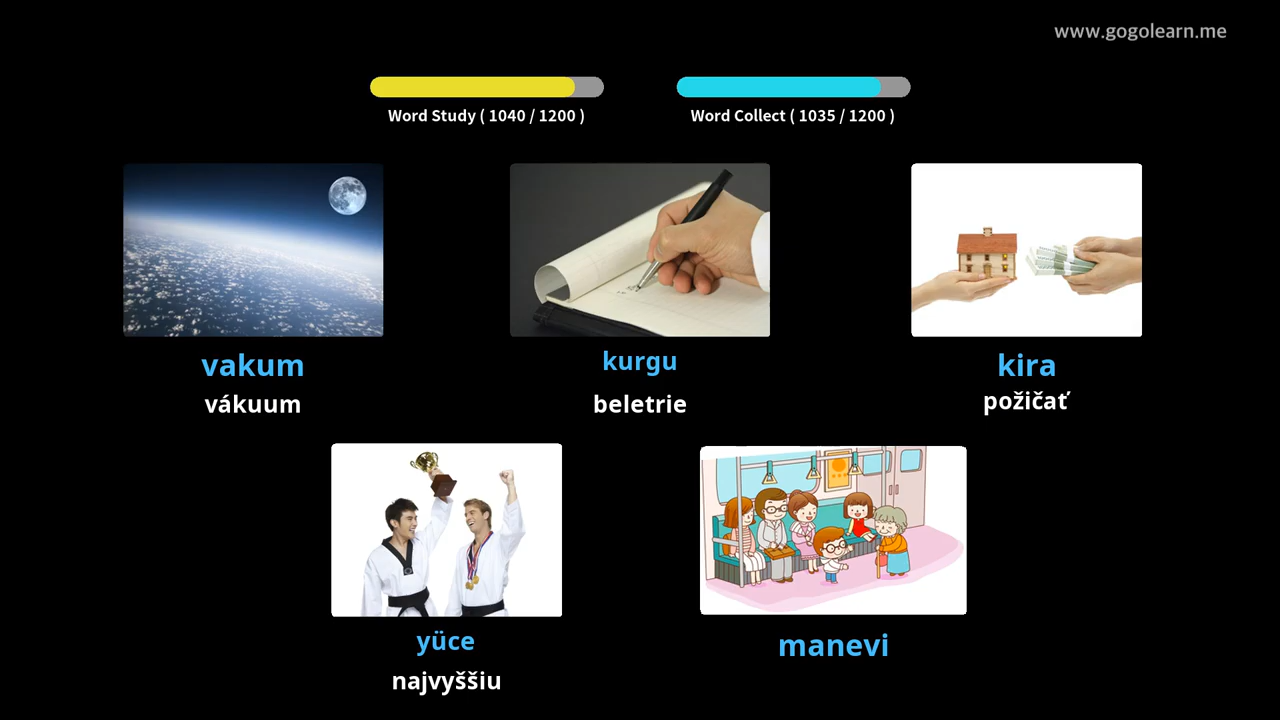 www.gogolearn.me
Word Study ( 1040 / 1200 )
Word Collect ( 1035 / 1200 )
vakum
vákuum
kurgu
beletrie
kira
požičať
yüce
najvyššiu
manevi